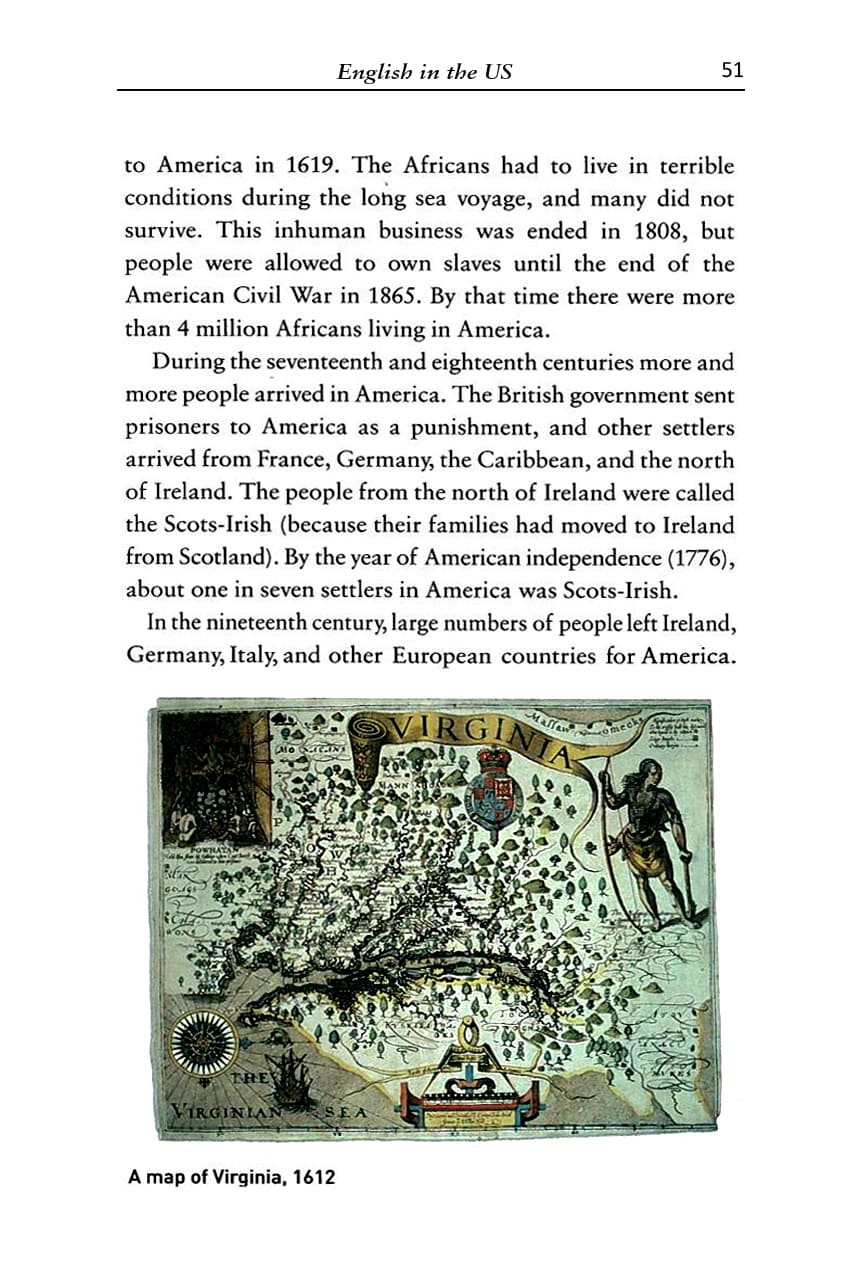 English in the US
51
to America in 1619. The Africans had to live in terrible
conditions during the long sea voyage, and many did not
survive. This inhuman business was ended in 1808, but
people were allowed to own slaves until the end of the
American Civil War in 1865. By that time there were more
than 4 million Africans living in America.
During the seventeenth and eighteenth centuries more and
more people arrived in America. The British government sent
prisoners to America as a punishment, and other settlers
arrived from France, Germany, the Caribbean, and the north
of Ireland. The people from the north of Ireland were called
the Scots-Irish (because their families had moved to Ireland
from Scotland). By the year of American independence (1776),
about one in seven settlers in America was Scots-Irish.
In the nineteenth century, large numbers of people left Ireland,
Germany, Italy, and other European countries for America.
VIRGINIA
POWHATAN
THE
VIRGINIAN SEA
A map of Virginia, 1612